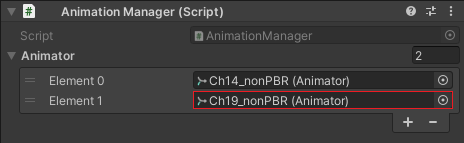 Animation Manager (Script)
Script AnimationManager
Animator 2
Element 0 Ch14_nonPBR (Animator)
Element 1 Ch19_nonPBR (Animator)
+ −